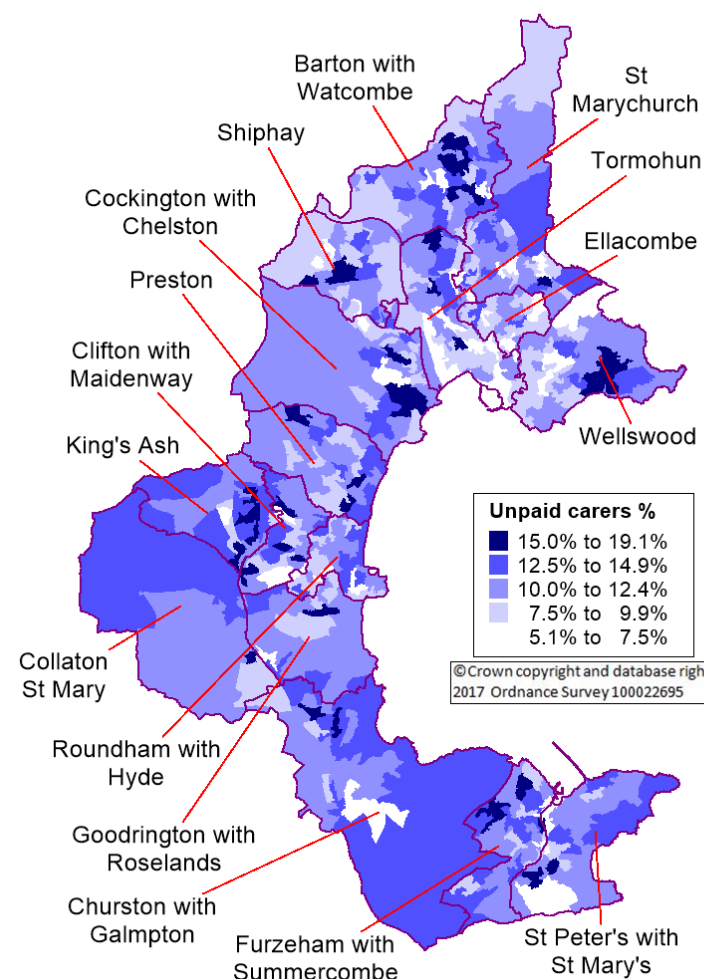 Barton with
Watcombe
St
Marychurch
Shiphay
Tormohun
Cockington with
Chelston
Ellacombe
Preston
Clifton with
Maidenway
King's Ash
Wellswood
Unpaid carers %
15.0% to 19.1%
12.5% to 14.9%
10.0% to 12.4%
7.5% to 9.9%
5.1% to 7.5%
©Crown copyright and database righ
2017 Ordnance Survey 100022695
Collaton
St Mary
Roundham with
Hyde
Goodrington with
Roselands
Churston with
Galmpton
Furzeham with
Summercombe
St Peter's with
St Mary's